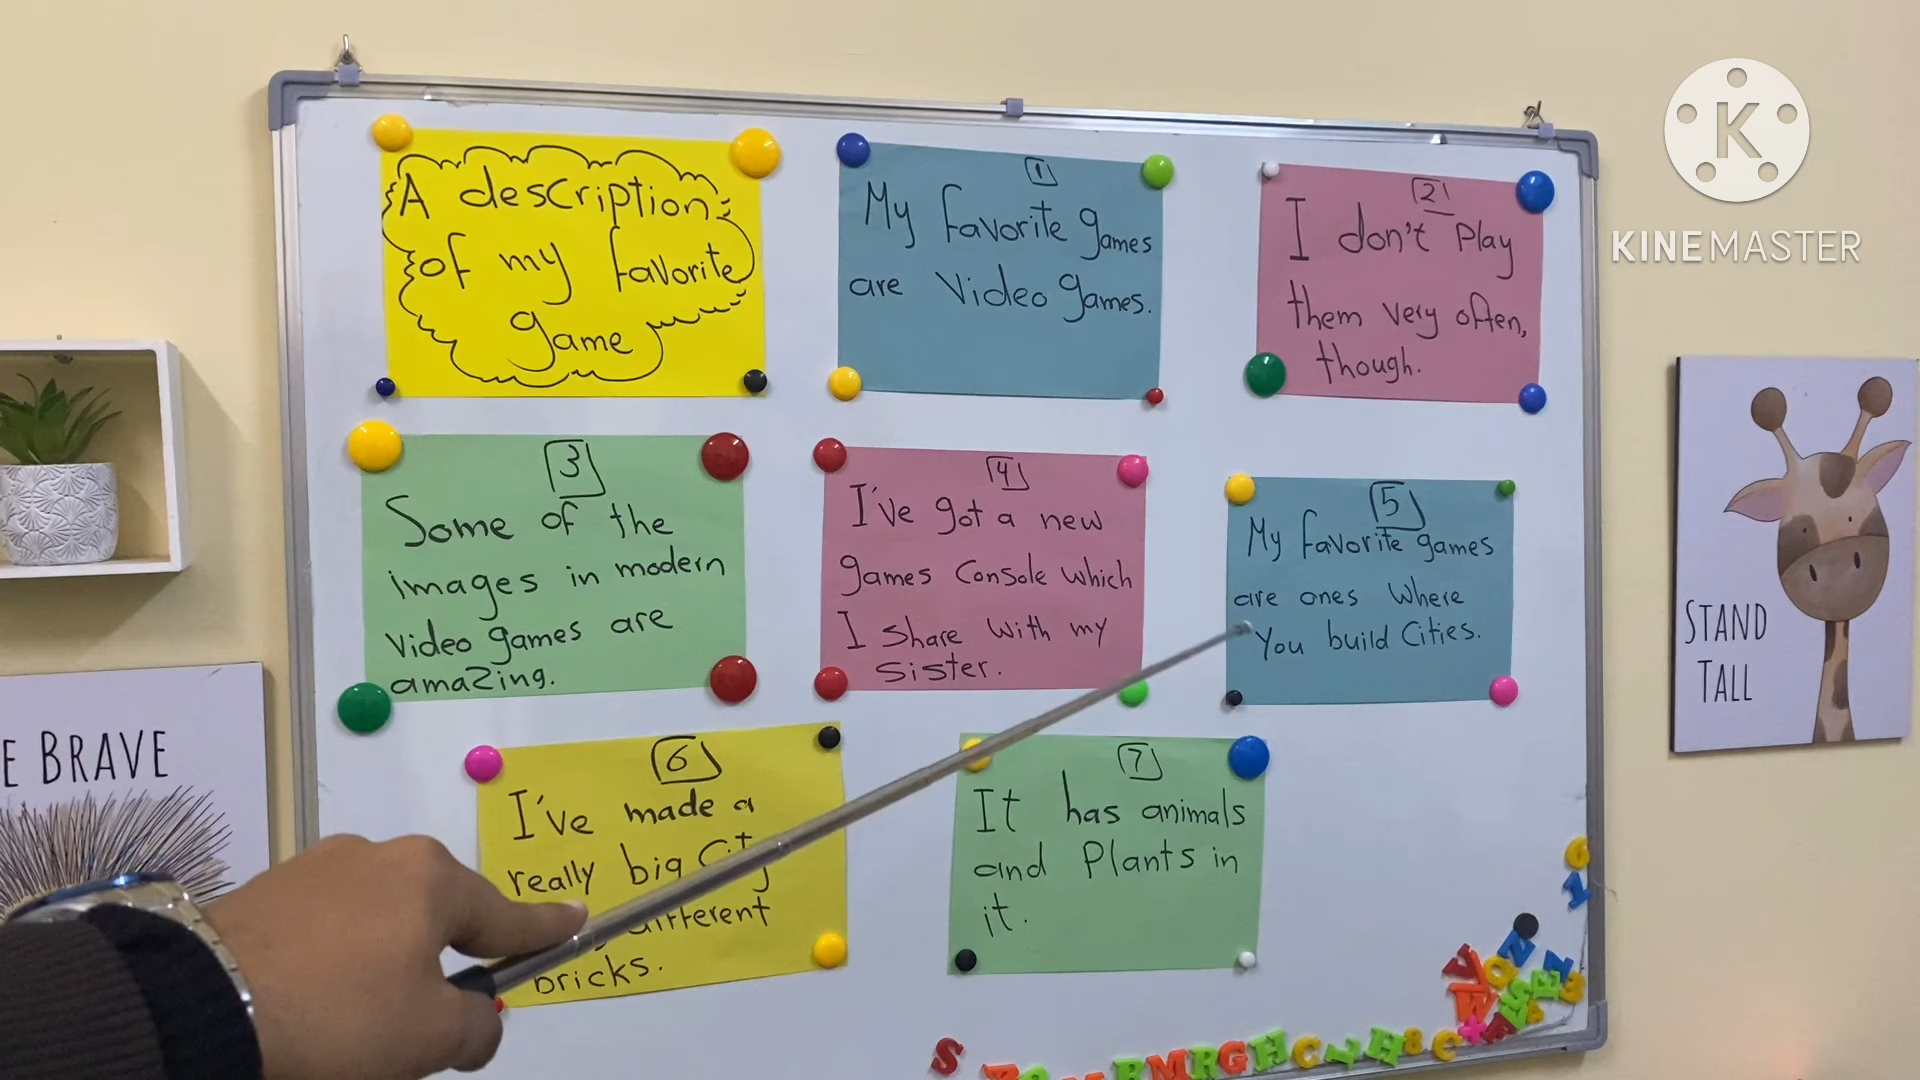 A description
of my favorite
game
1
My favorite games
are Video games.
2
I don't Play
them very often,
though.
3
Some of the
images in modern
video games are
amaZing.
4
I've got a new
games Console which
I share with my
sister.
5
My favorite games
are ones where
You build Cities.
6
I've made a
really big
different
bricks.
7
It has animals
and Plants in
it.
K
KINEMASTER
STAND
TALL
E BRAVE